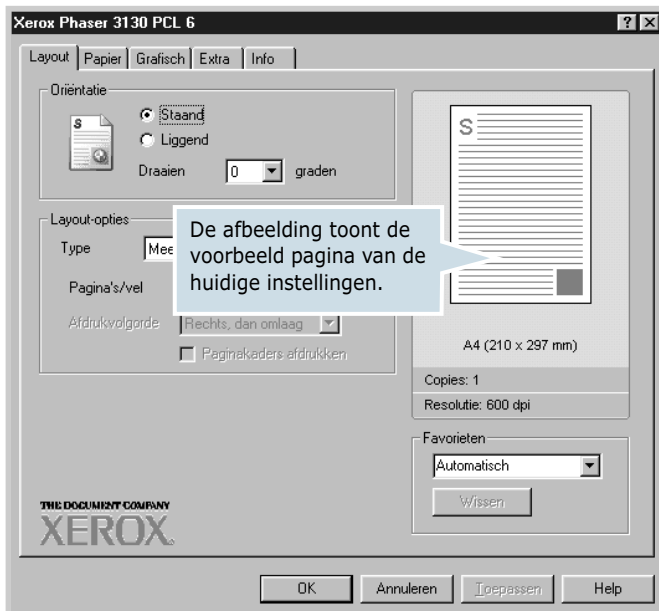 Xerox Phaser 3130 PCL 6
Layout Papier Grafisch Extra Info
Oriëntatie
Staand
Liggend
Draaien 0 graden
Layout-opties
Type
Pagina's/vel
Afdrukvolgorde Rechts, dan omlaag
Paginakaders afdrukken
De afbeelding toont de
voorbeeld pagina van de
huidige instellingen.
S
S
A4 (210 x 297 mm)
Copies: 1
Resolutie: 600 dpi
Favorieten
Automatisch
Wissen
THE DOCUMENT COMPANY
XEROX
OK Annuleren Toepassen Help